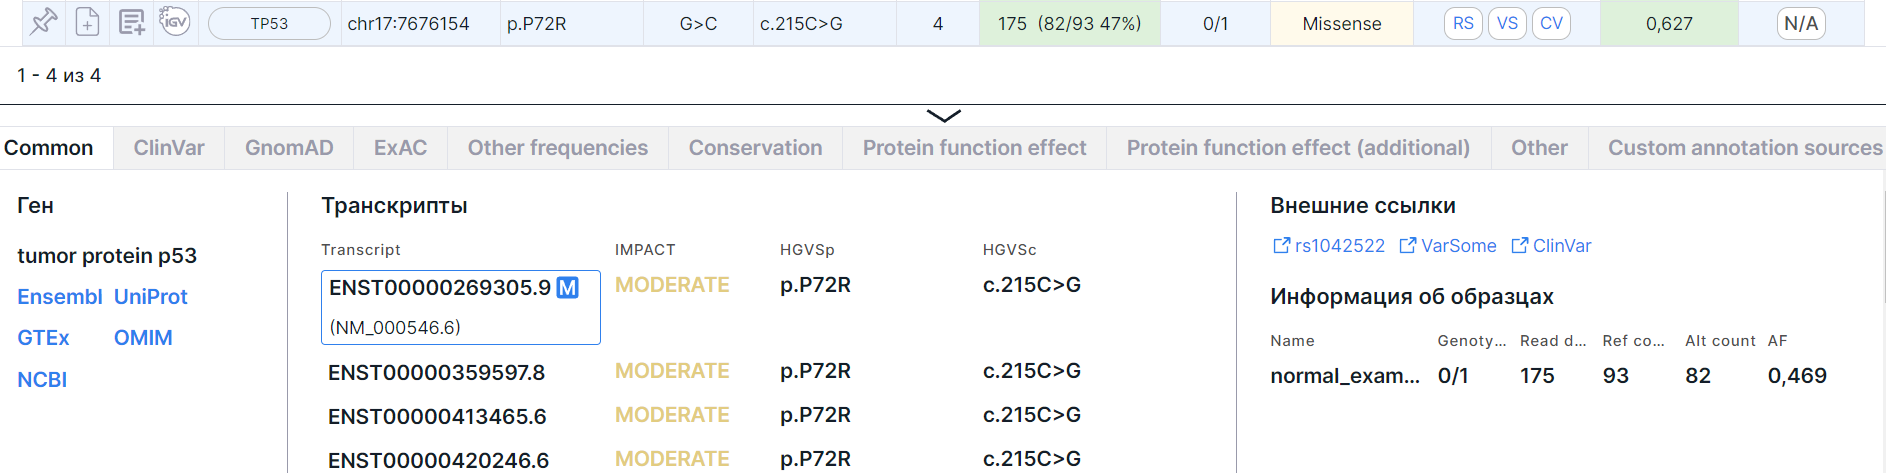 TP53 chr17:7676154 p.P72R G>C c.215C>G 4 175 (82/93 47%) 0/1 Missense RS VS CV 0,627 N/A
1 - 4 из 4
Common ClinVar GnomAD ExAC Other frequencies Conservation Protein function effect Protein function effect (additional) Other Custom annotation sources
Ген
tumor protein p53
Ensembl UniProt
GTEx OMIM
NCBI
Транскрипты
Transcript IMPACT HGVSp HGVSc
ENST00000269305.9 M MODERATE p.P72R c.215C>G
(NM_000546.6)
ENST00000359597.8 MODERATE p.P72R c.215C>G
ENST00000413465.6 MODERATE p.P72R c.215C>G
ENST00000420246.6 MODERATE p.P72R c.215C>G
Внешние ссылки
rs1042522 VarSome ClinVar
Информация об образцах
Name Genoty... Read d... Ref co... Alt count AF
normal_exam... 0/1 175 93 82 0,469